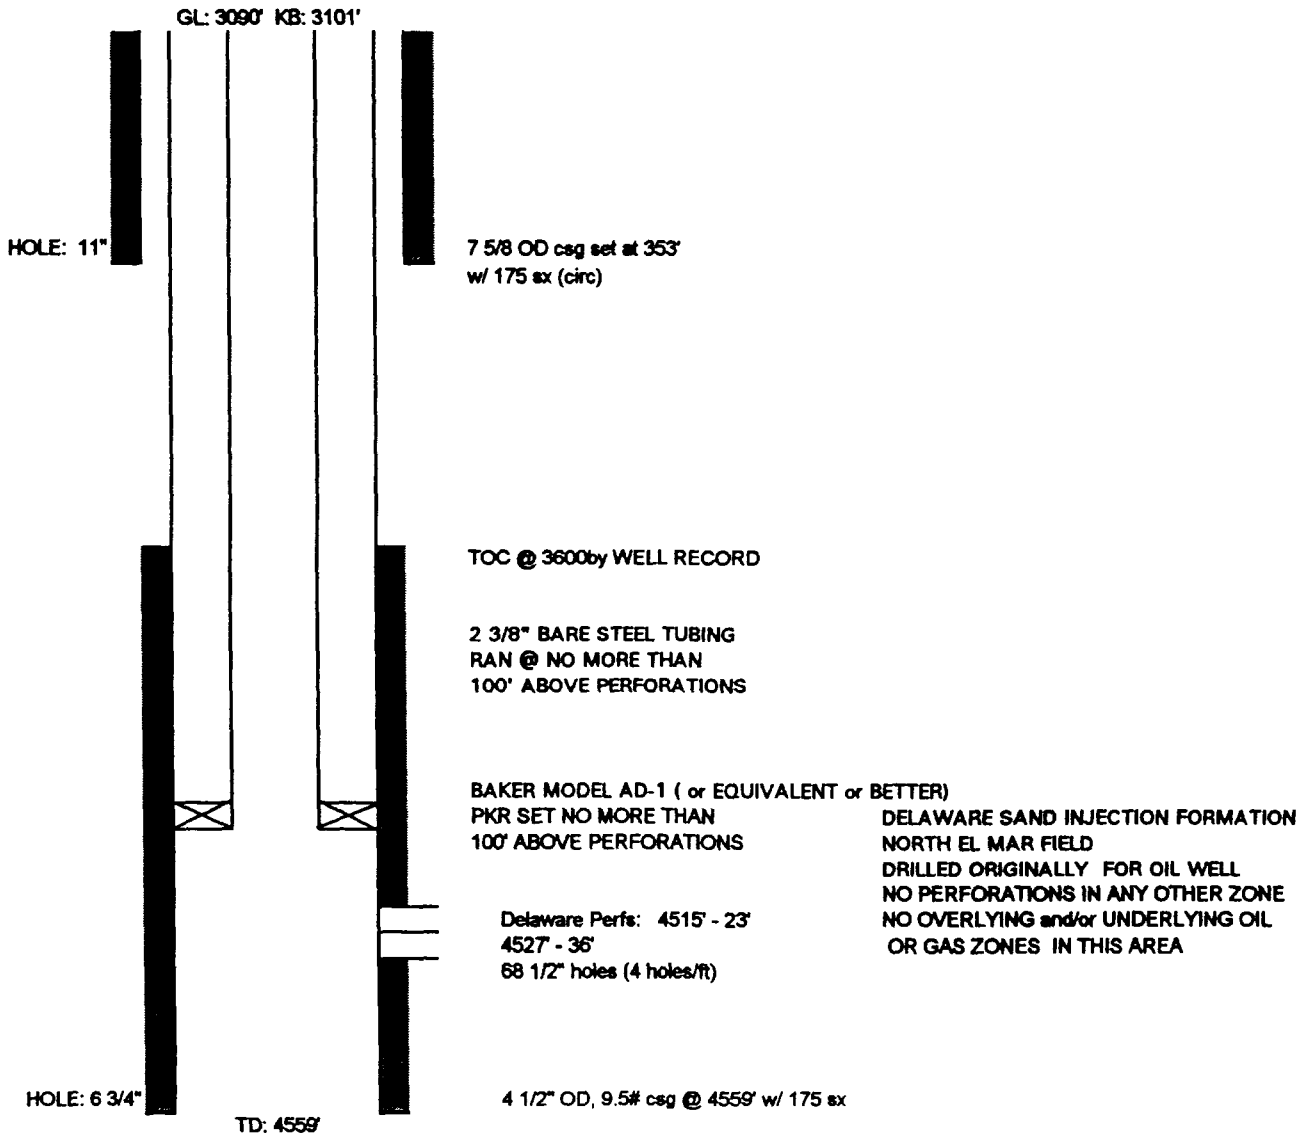 GL: 3090' KB: 3101'
HOLE: 11"
7 5/8 OD csg set at 353'
w/ 175 sx (circ)
TOC @ 3600by WELL RECORD
2 3/8" BARE STEEL TUBING
RAN @ NO MORE THAN
100' ABOVE PERFORATIONS
BAKER MODEL AD-1 ( or EQUIVALENT or BETTER)
PKR SET NO MORE THAN
100' ABOVE PERFORATIONS
DELAWARE SAND INJECTION FORMATION
NORTH EL MAR FIELD
DRILLED ORIGINALLY FOR OIL WELL
NO PERFORATIONS IN ANY OTHER ZONE
NO OVERLYING and/or UNDERLYING OIL
OR GAS ZONES IN THIS AREA
Delaware Perfs: 4515' - 23'
4527' - 36'
68 1/2" holes (4 holes/ft)
HOLE: 6 3/4"
4 1/2" OD, 9.5# csg @ 4559' w/ 175 sx
TD: 4559'